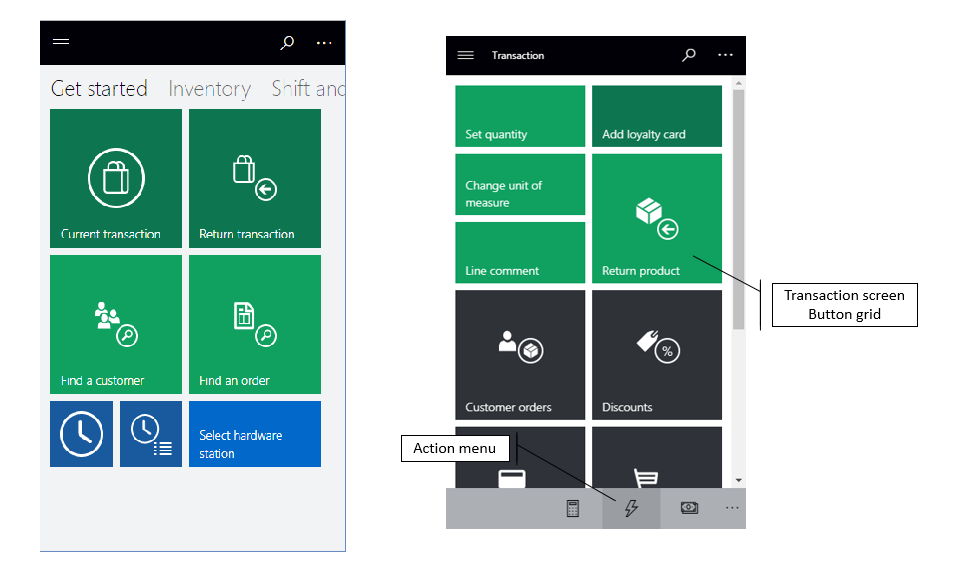 Get started Inventory Shift and
Current transaction
Return transaction
Find a customer
Find an order
Select hardware
station
Transaction
Set quantity
Add loyalty card
Change unit of
measure
Line comment
Return product
Customer orders
Discounts
%
Transaction screen
Button grid
Action menu